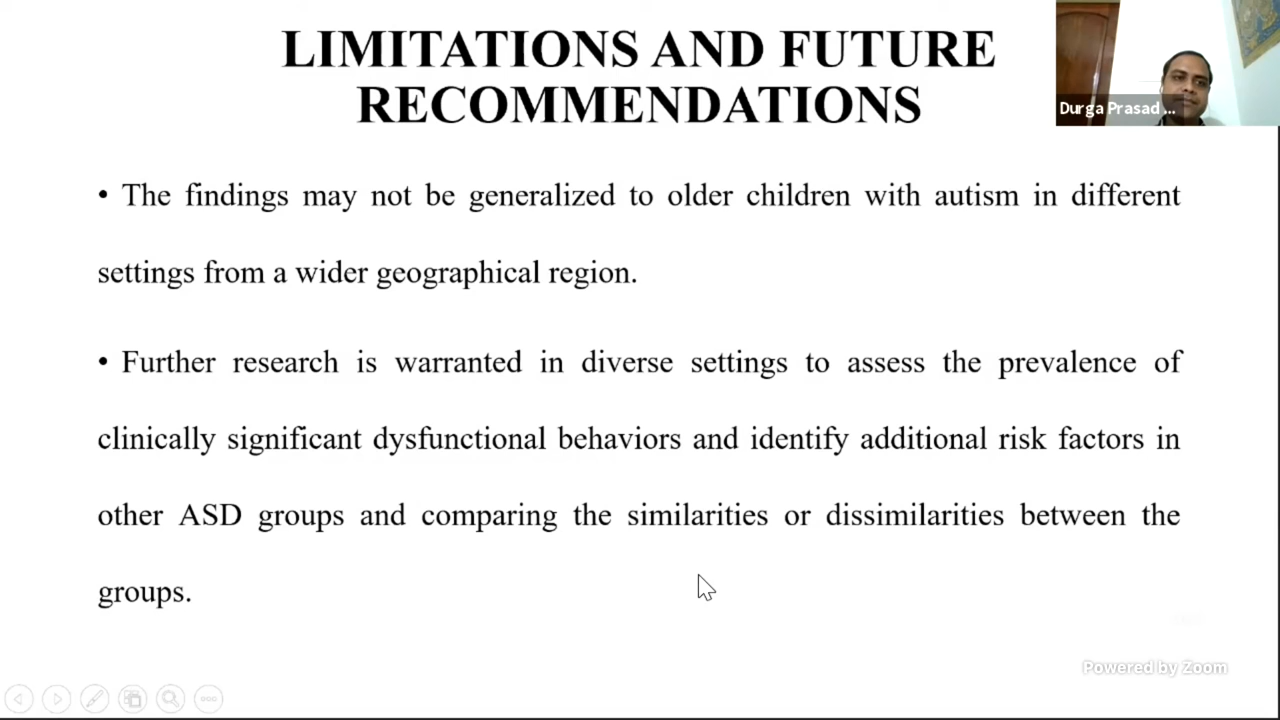 LIMITATIONS AND FUTURE
RECOMMENDATIONS
Durga Prasad ...
• The findings may not be generalized to older children with autism in different
settings from a wider geographical region.
• Further research is warranted in diverse settings to assess the prevalence of
clinically significant dysfunctional behaviors and identify additional risk factors in
other ASD groups and comparing the similarities or dissimilarities between the
groups.
Powered by Zoom